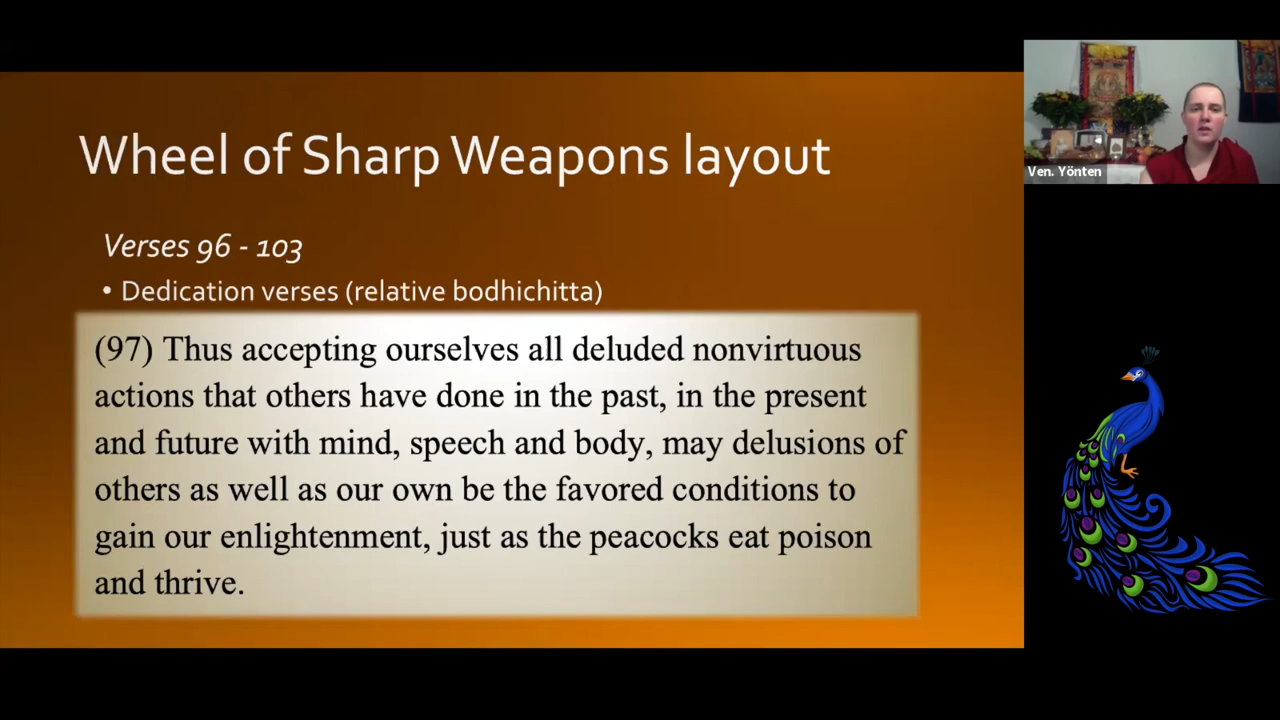 Wheel of Sharp Weapons layout
Verses 96 - 103
• Dedication verses (relative bodhichitta)
(97) Thus accepting ourselves all deluded nonvirtuous
actions that others have done in the past, in the present
and future with mind, speech and body, may delusions of
others as well as our own be the favored conditions to
gain our enlightenment, just as the peacocks eat poison
and thrive.
Ven. Yönten